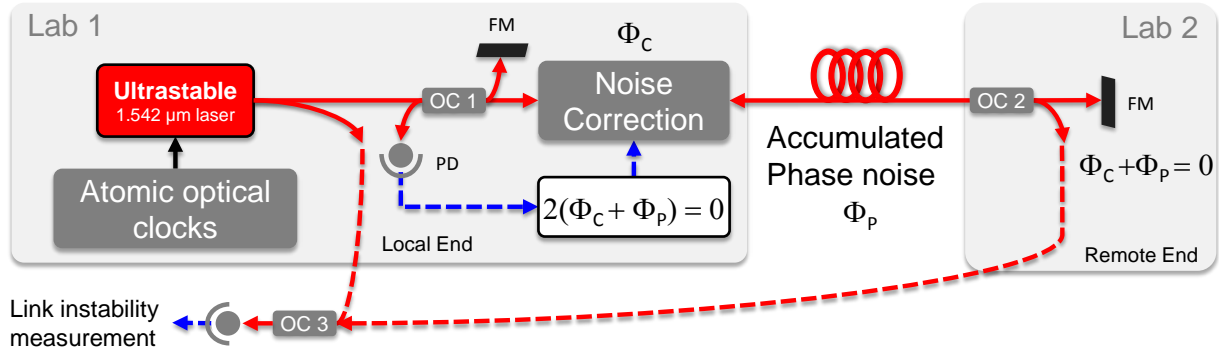 Lab 1
Lab 2
FM
Φ_C
Ultrastable
1.542 µm laser
OC 1
Noise
Correction
OC 2
FM
PD
Accumulated
Phase noise
Φ_P
Atomic optical
clocks
2(Φ_C + Φ_P) = 0
Φ_C + Φ_P = 0
Local End
Remote End
Link instability
measurement
OC 3